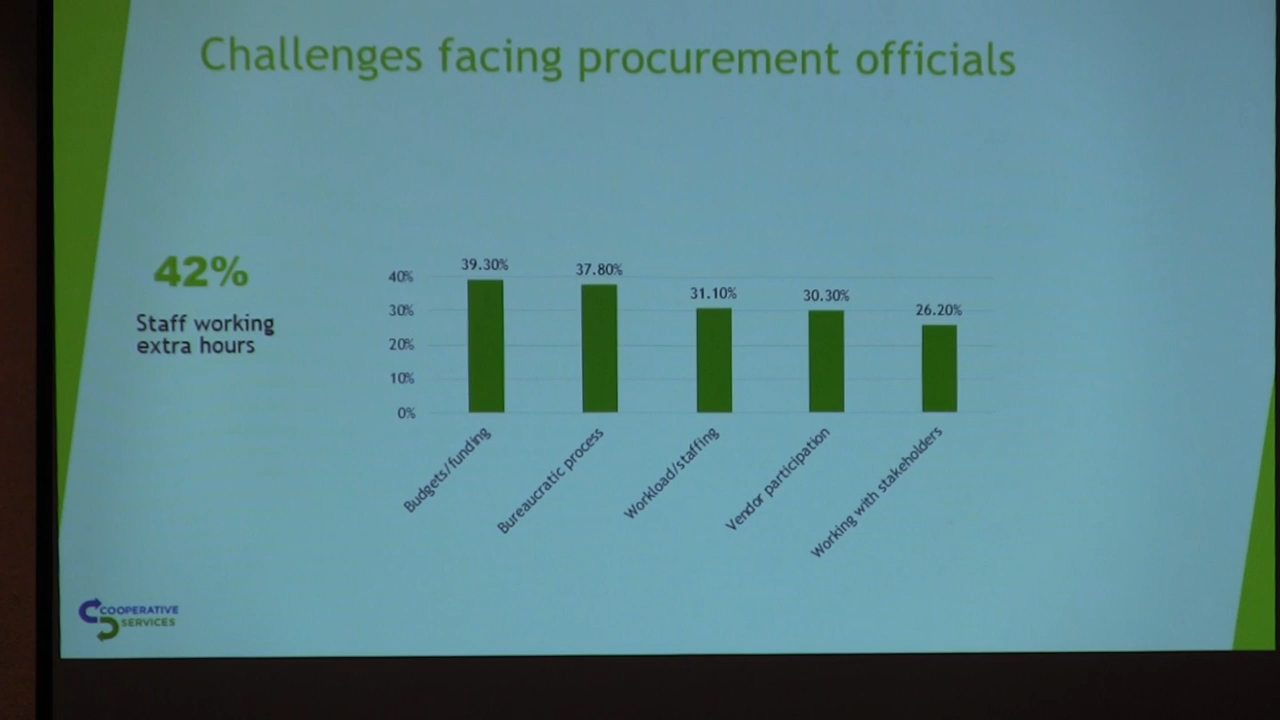 Challenges facing procurement officials
42%
Staff working
extra hours
39.30%
37.80%
31.10%
30.30%
26.20%
40%
30%
20%
10%
0%
Budgets/funding
Bureaucratic process
Workload/staffing
Vendor participation
Working with stakeholders
COOPERATIVE
SERVICES